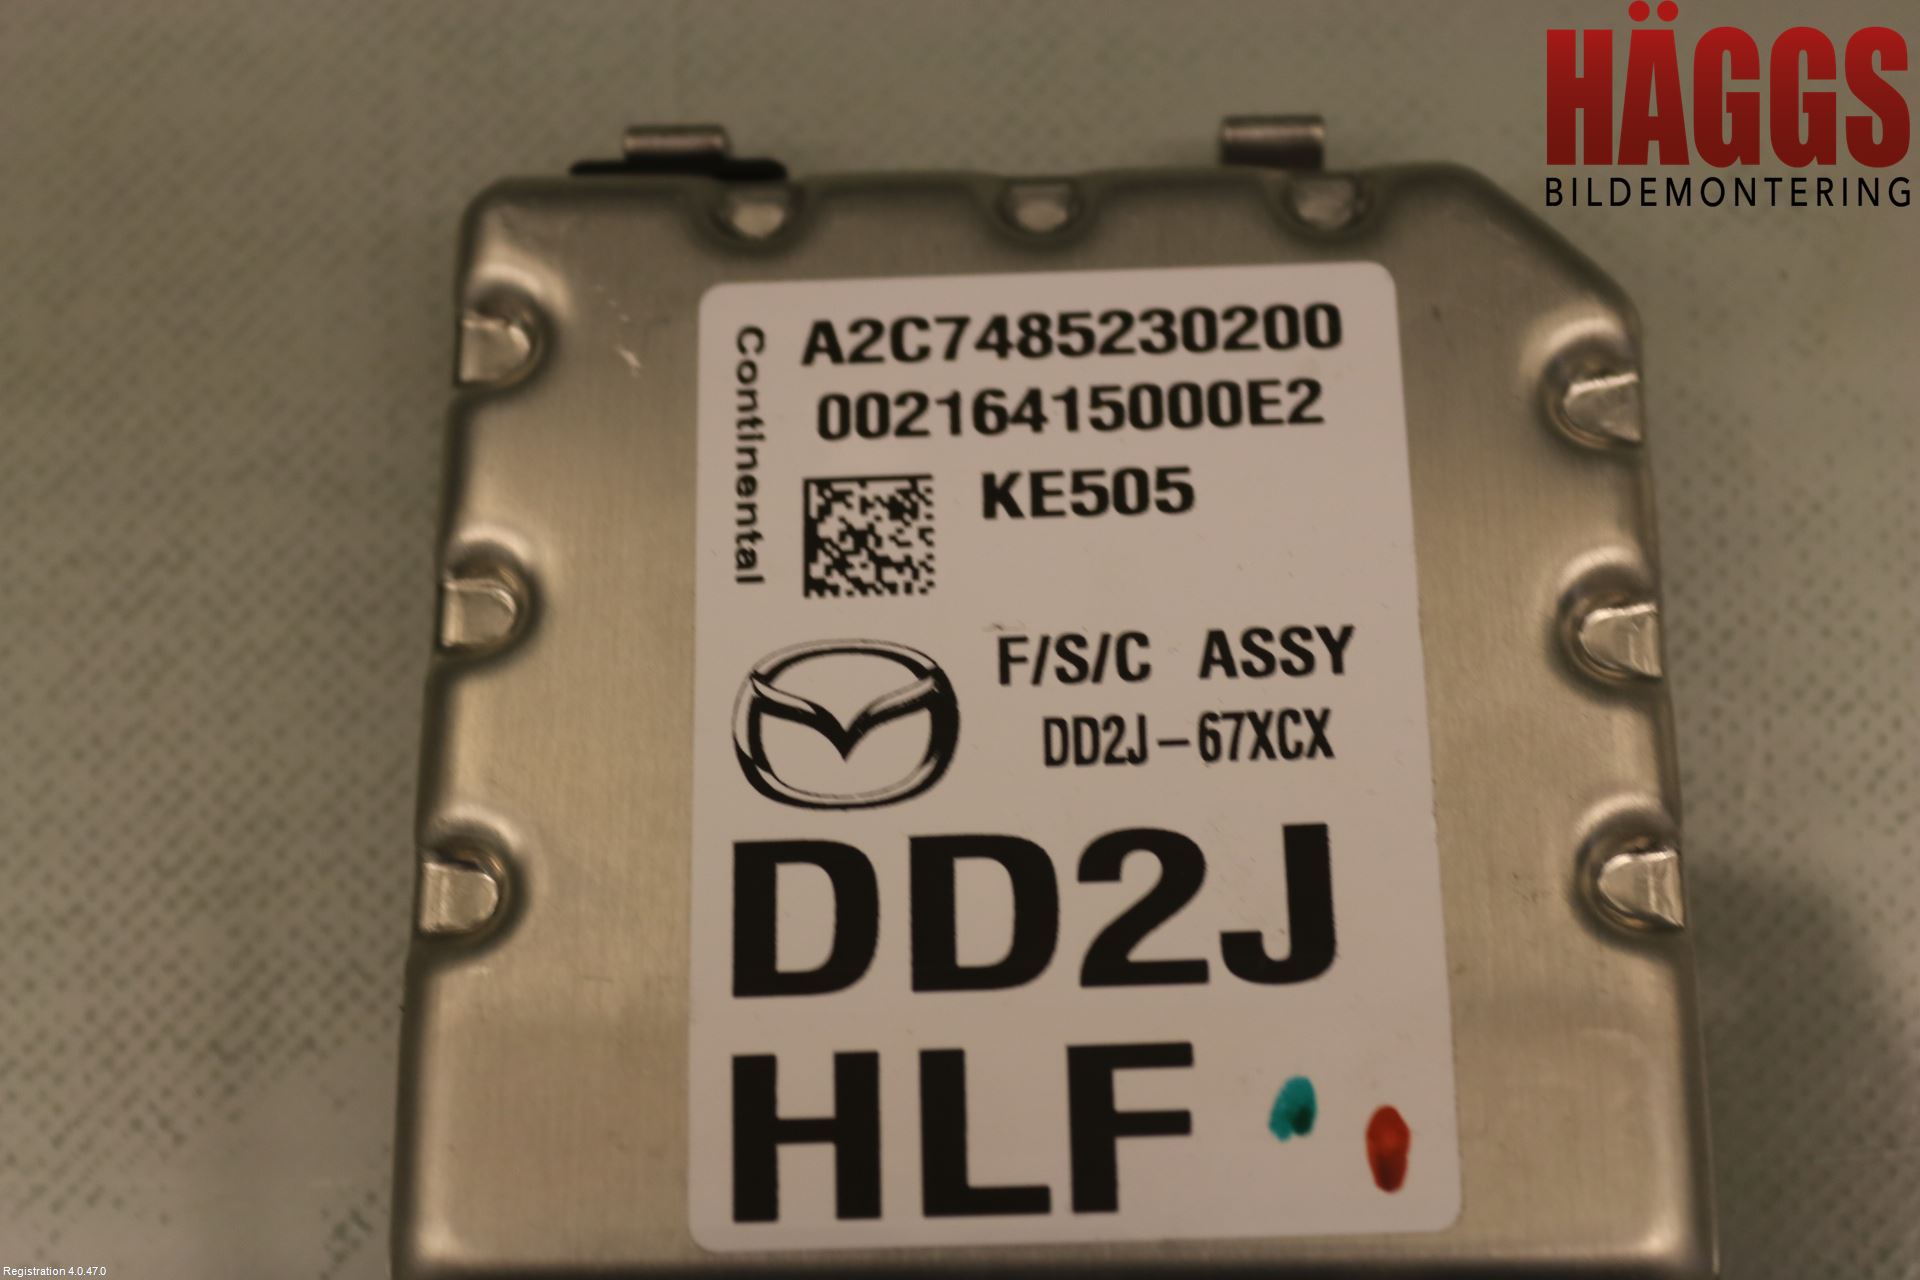 HÄGGS
BILDEMONTERING
Continental
A2C7485230200
00216415000E2
KE505
F/S/C ASSY
DD2J-67XCX
DD2J
HLF
Registration 4.0.47.0